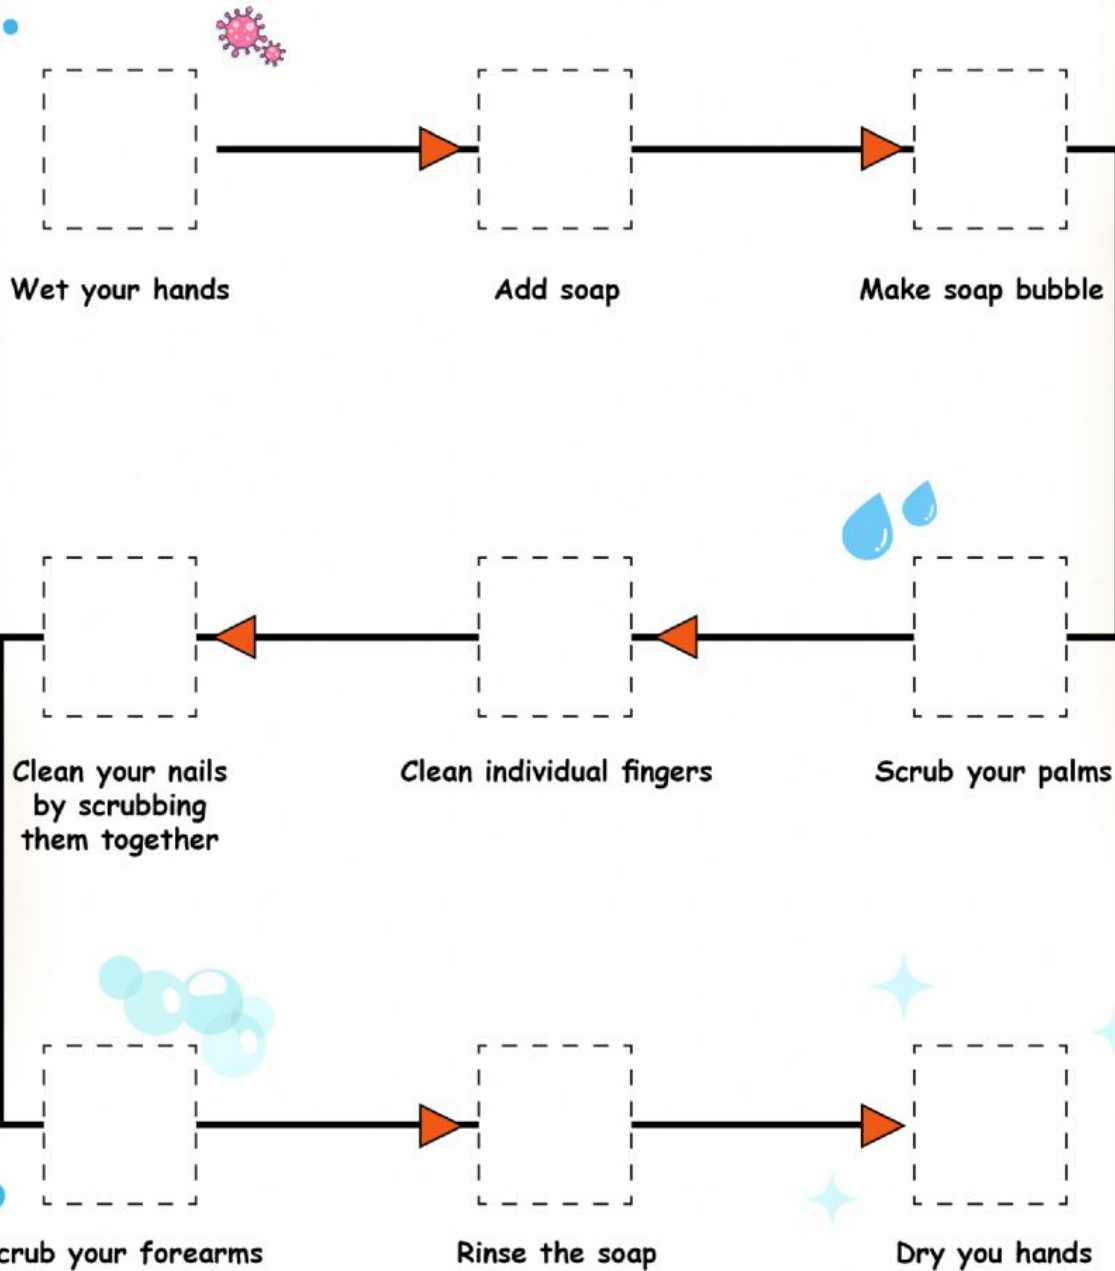 Wet your hands
Add soap
Make soap bubble
Scrub your palms
Clean individual fingers
Clean your nails
by scrubbing
them together
crub your forearms
Rinse the soap
Dry you hands